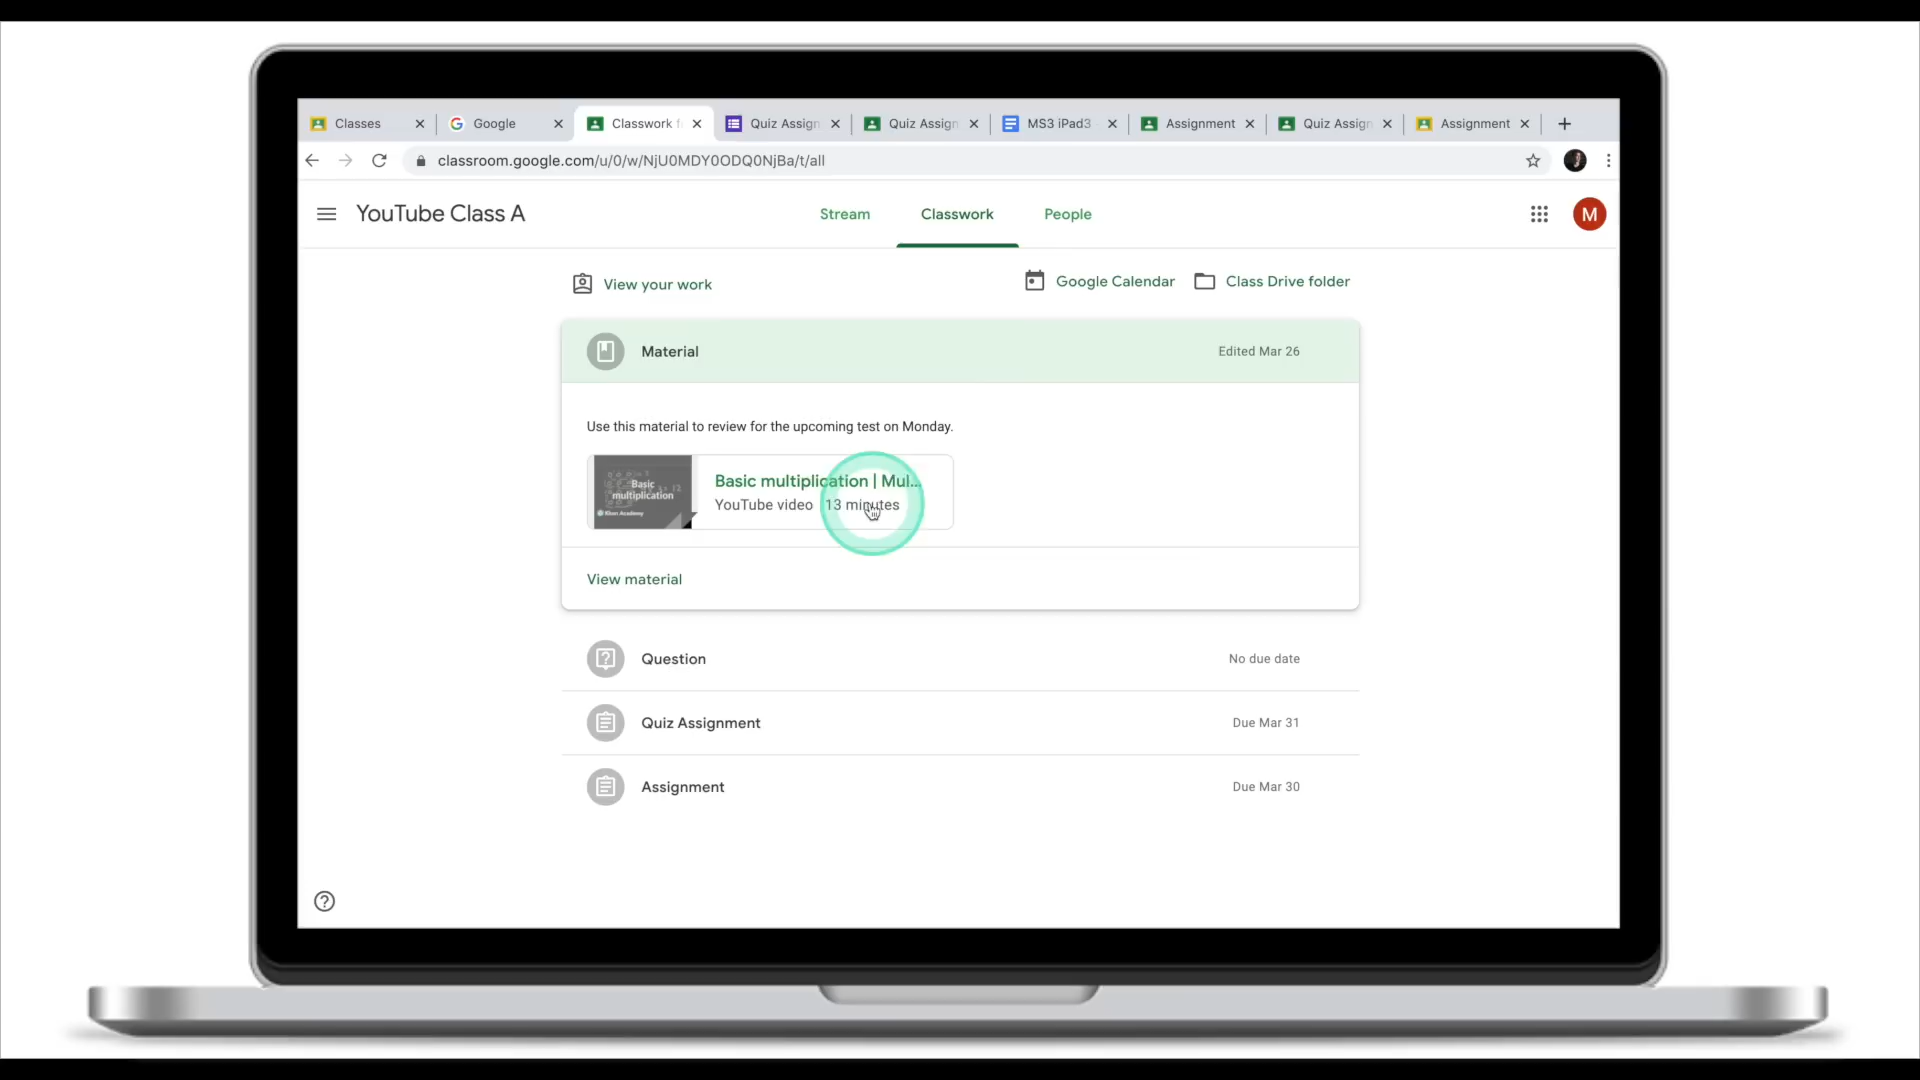 Classes
Google
Classwork f
Quiz Assign
Quiz Assign
MS3 iPad3
Assignment
Quiz Assign
Assignment
classroom.google.com/u/0/w/NjU0MDY0ODQ0NjBa/t/all
YouTube Class A
Stream
Classwork
People
M
View your work
Google Calendar
Class Drive folder
Material
Edited Mar 26
Use this material to review for the upcoming test on Monday.
Basic
multiplication
Khan Academy
Basic multiplication | Mul...
YouTube video 13 minutes
View material
Question
No due date
Quiz Assignment
Due Mar 31
Assignment
Due Mar 30